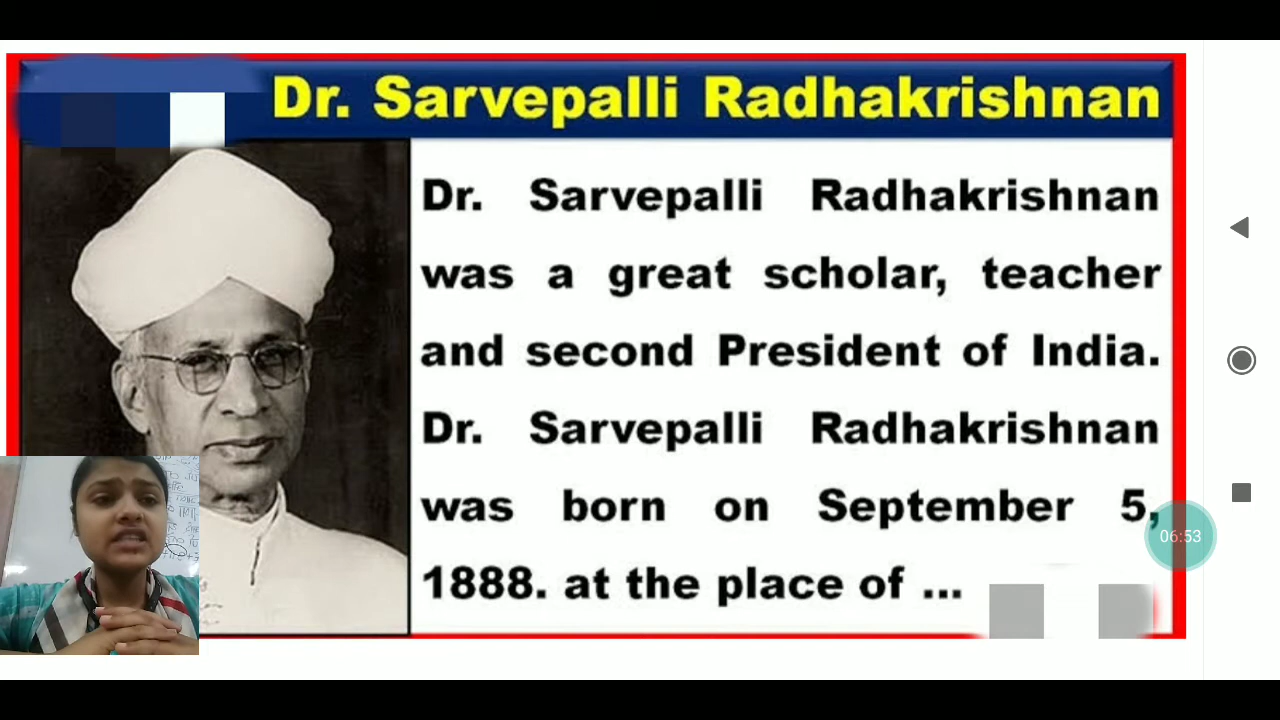 Dr. Sarvepalli Radhakrishnan
Dr. Sarvepalli Radhakrishnan
was a great scholar, teacher
and second President of India.
Dr. Sarvepalli Radhakrishnan
was born on September 5,
1888. at the place of ...
06:53